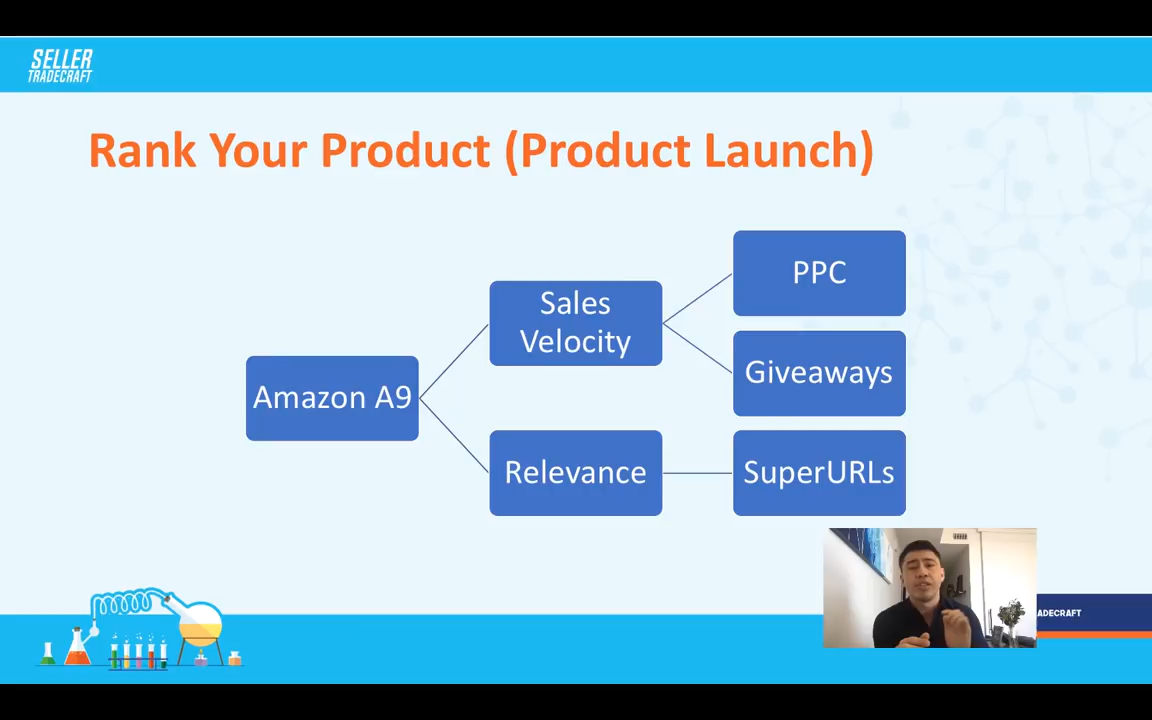 SELLER
TRADECRAFT
Rank Your Product (Product Launch)
PPC
Sales
Velocity
Giveaways
Amazon A9
Relevance
SuperURLs
ADECRAFT